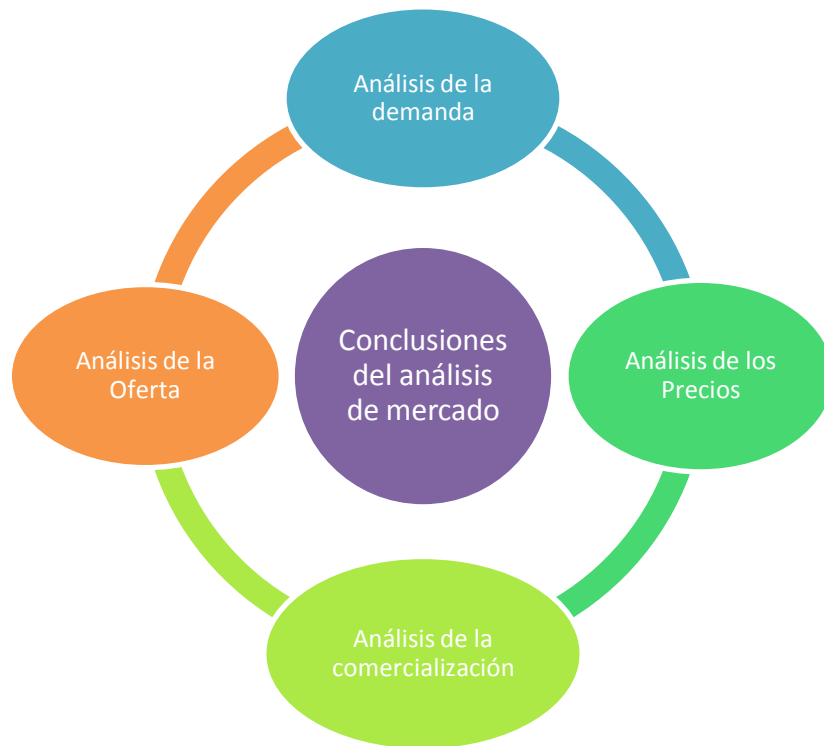 Análisis de la
demanda
Análisis de la
Oferta
Conclusiones
del análisis
de mercado
Análisis de los
Precios
Análisis de la
comercialización